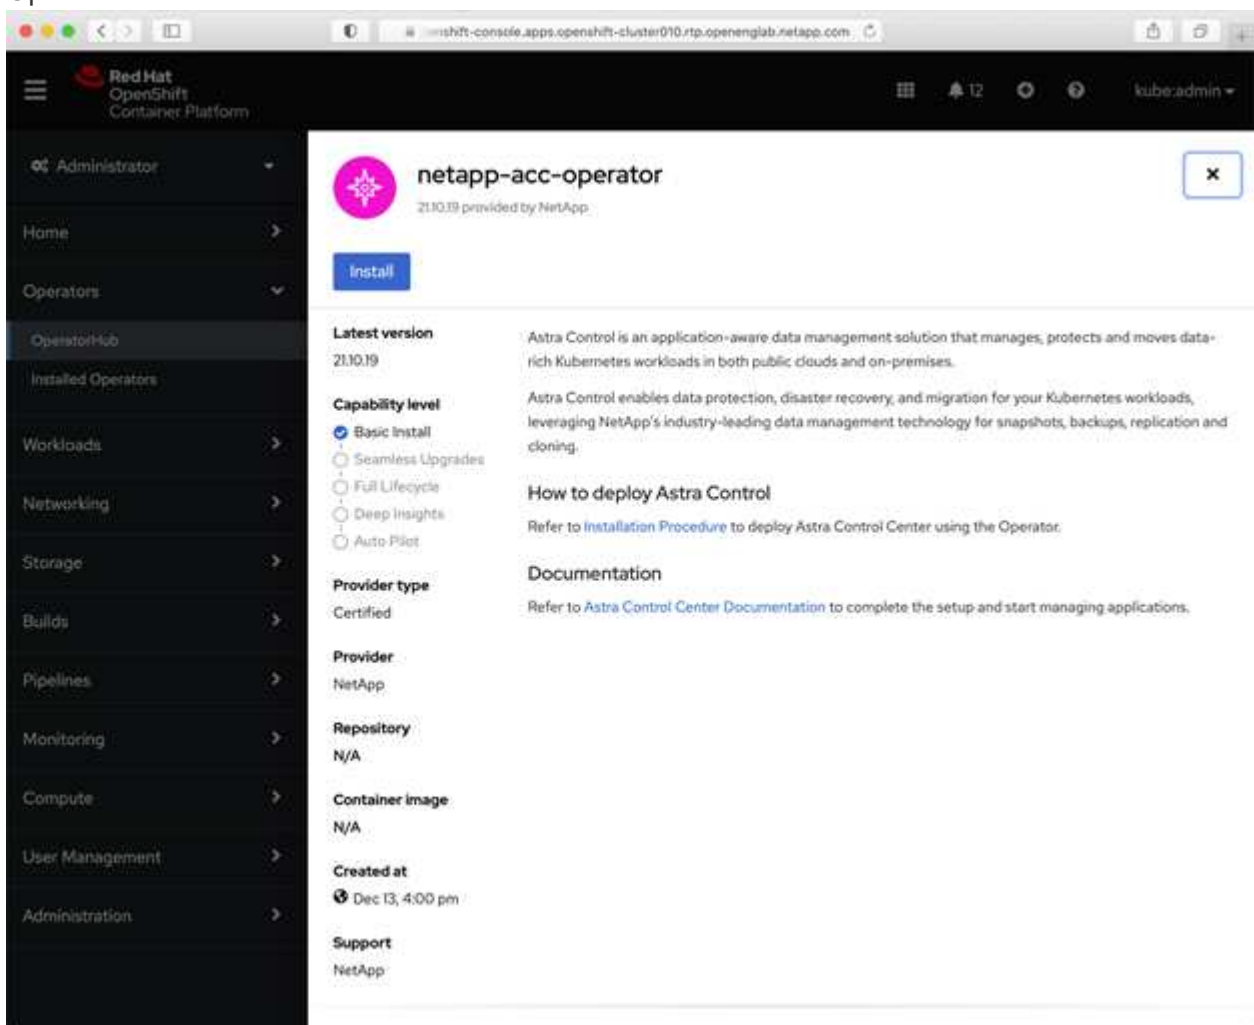 nshift-console.apps.openshift-cluster010.rtp.openenglab.netapp.com
Red Hat
OpenShift
Container Platform
12
kube:admin
Administrator
Home
Operators
OperatorHub
Installed Operators
Workloads
Networking
Storage
Builds
Pipelines
Monitoring
Compute
User Management
Administration
netapp-acc-operator
21.10.19 provided by NetApp
Install
Latest version
21.10.19
Capability level
Basic Install
Seamless Upgrades
Full Lifecycle
Deep Insights
Auto Pilot
Provider type
Certified
Provider
NetApp
Repository
N/A
Container image
N/A
Created at
Dec 13, 4:00 pm
Support
NetApp
Astra Control is an application-aware data management solution that manages, protects and moves data-
rich Kubernetes workloads in both public clouds and on-premises.
Astra Control enables data protection, disaster recovery, and migration for your Kubernetes workloads,
leveraging NetApp's industry-leading data management technology for snapshots, backups, replication and
cloning.
How to deploy Astra Control
Refer to Installation Procedure to deploy Astra Control Center using the Operator.
Documentation
Refer to Astra Control Center Documentation to complete the setup and start managing applications.